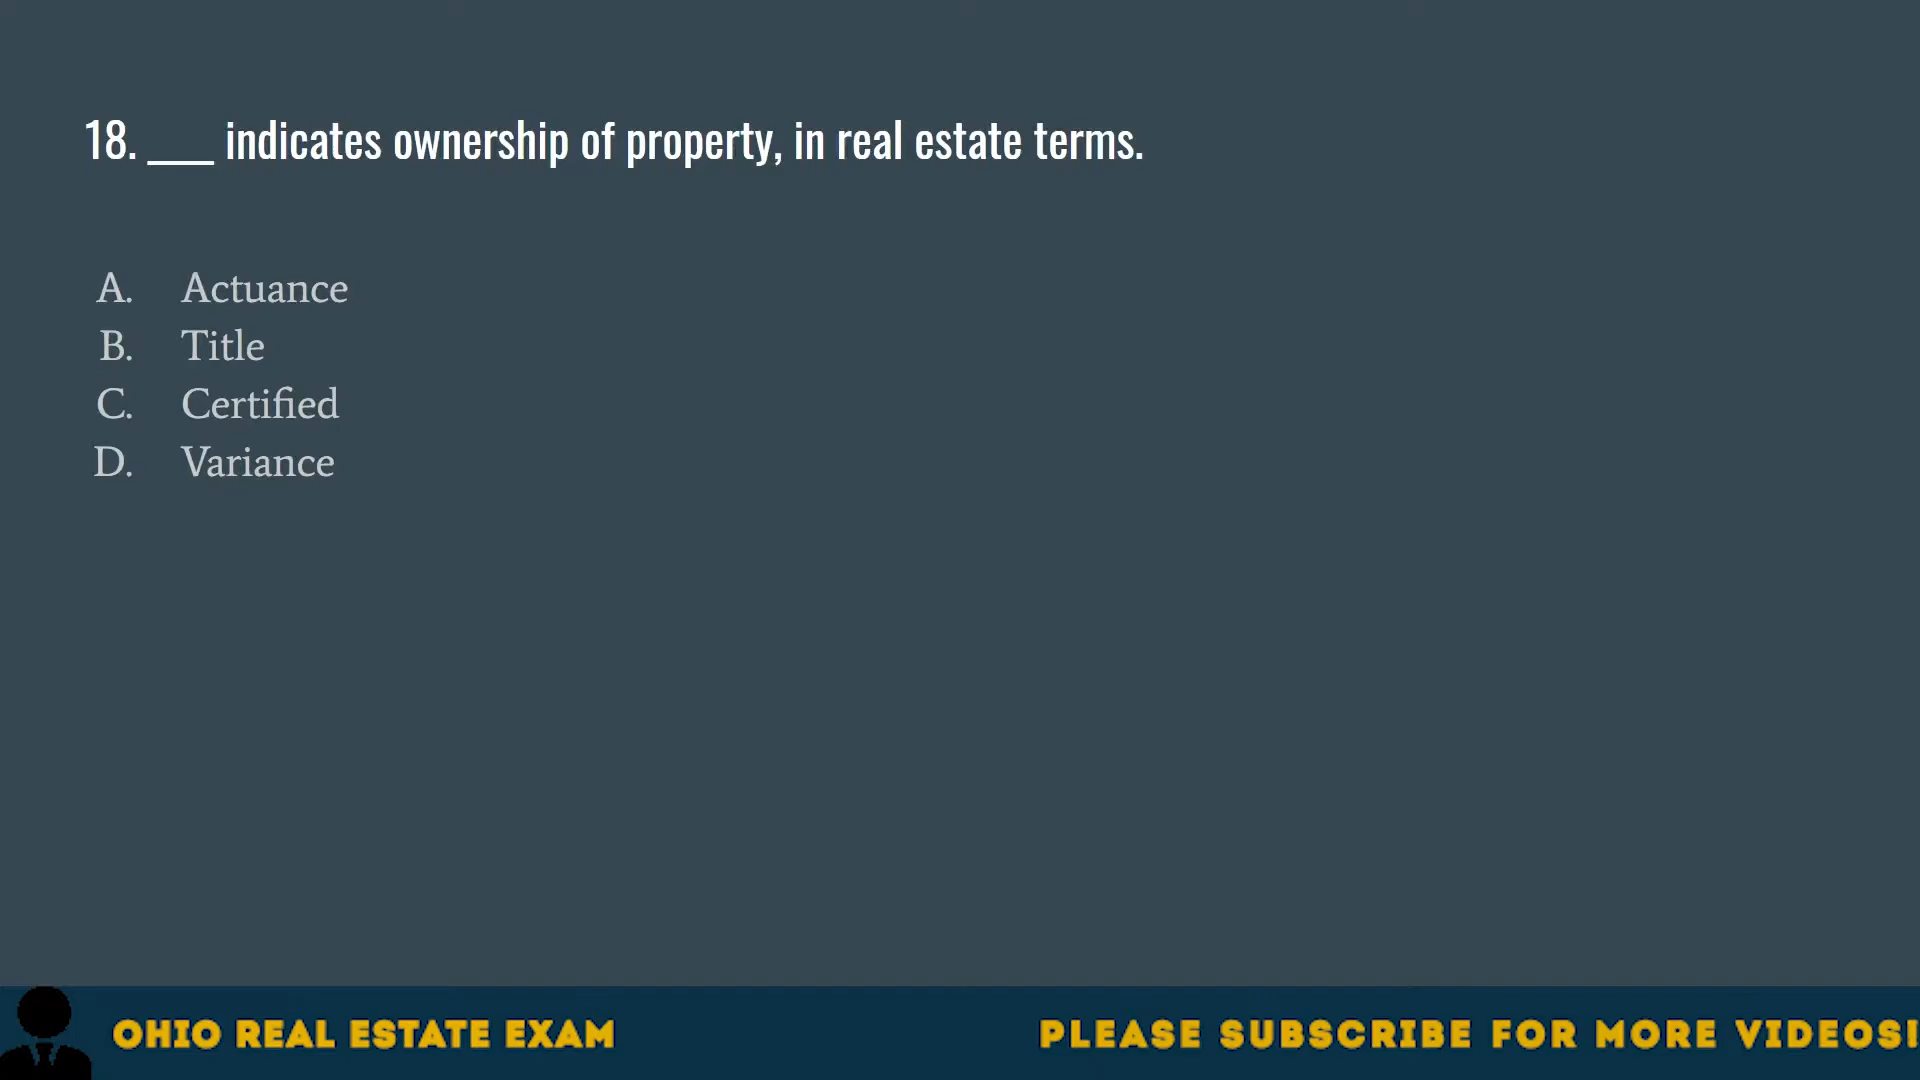 18. ___ indicates ownership of property, in real estate terms.
A. Actuance
B. Title
C. Certified
D. Variance
OHIO REAL ESTATE EXAM
PLEASE SUBSCRIBE FOR MORE VIDEOS!